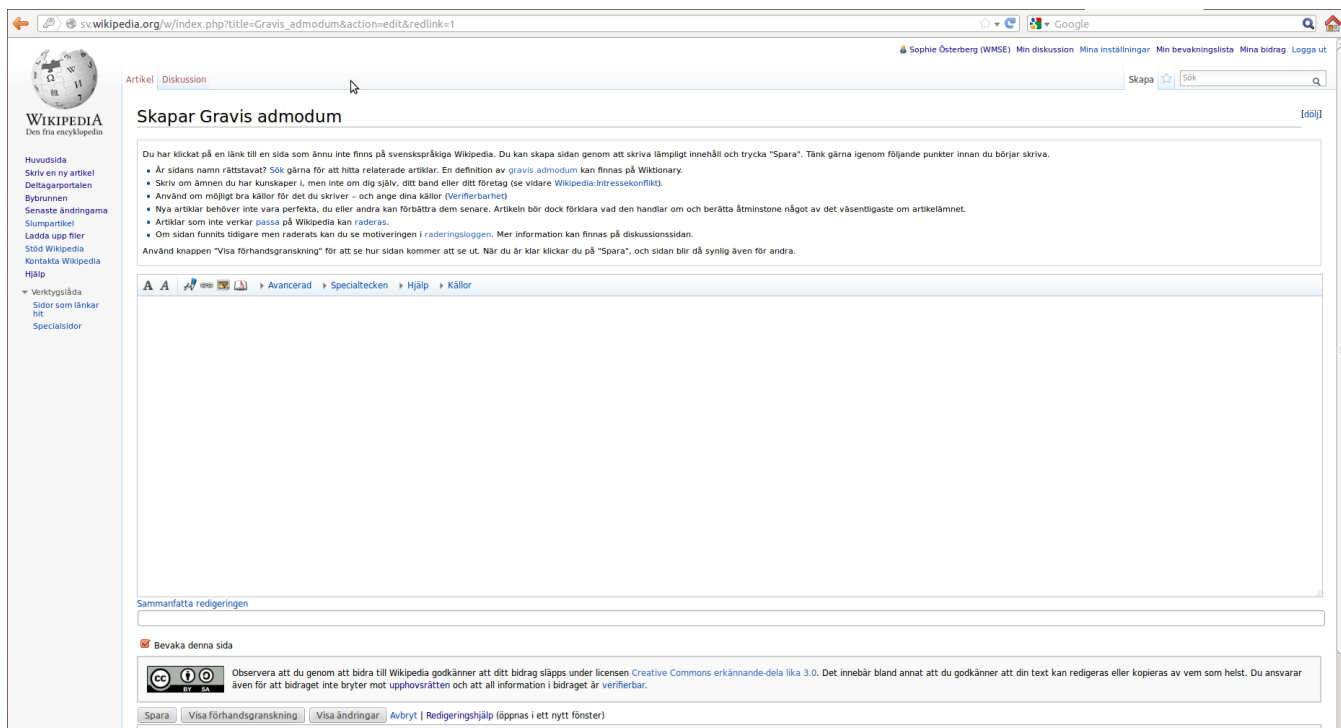 sv.wikipedia.org/w/index.php?title=Gravis_admodum&action=edit&redlink=1
Google
Sophie Österberg (WMSE) Min diskussion Mina inställningar Min bevakningslista Mina bidrag Logga ut
Artikel Diskussion
Skapa
Sök
WIKIPEDIA
Den fria encyklopedin
Skapar Gravis admodum
[dölj]
Huvudsida
Skriv en ny artikel
Deltagarportalen
Bybrunnen
Senaste ändringarna
Slumpartikel
Ladda upp filer
Stöd Wikipedia
Kontakta Wikipedia
Hjälp
Verktygslåda
Sidor som länkar
hit
Specialsidor
Du har klickat på en länk till en sida som ännu inte finns på svenskspråkiga Wikipedia. Du kan skapa sidan genom att skriva lämpligt innehåll och trycka "Spara". Tänk gärna igenom följande punkter innan du börjar skriva.
Är sidans namn rättstavat? Sök gärna för att hitta relaterade artiklar. En definition av gravis admodum kan finnas på Wiktionary.
Skriv om ämnen du har kunskaper i, men inte om dig själv, ditt band eller ditt företag (se vidare Wikipedia:Intressekonflikt).
Använd om möjligt bra källor för det du skriver – och ange dina källor (Verifierbarhet)
Nya artiklar behöver inte vara perfekta, du eller andra kan förbättra dem senare. Artikeln bör dock förklara vad den handlar om och berätta åtminstone något av det väsentligaste om artikelämnet.
Artiklar som inte verkar passa på Wikipedia kan raderas.
Om sidan funnits tidigare men raderats kan du se motiveringen i raderingsloggen. Mer information kan finnas på diskussionssidan.
Använd knappen "Visa förhandsgranskning" för att se hur sidan kommer att se ut. När du är klar klickar du på "Spara", och sidan blir då synlig även för andra.
A A Avancerad Specialtecken Hjälp Källor
Sammanfatta redigeringen
Bevaka denna sida
cc BY SA
Observera att du genom att bidra till Wikipedia godkänner att ditt bidrag släpps under licensen Creative Commons erkännande-dela lika 3.0. Det innebär bland annat att du godkänner att din text kan redigeras eller kopieras av vem som helst. Du ansvarar
även för att bidraget inte bryter mot upphovsrätten och att all information i bidraget är verifierbar.
Spara Visa förhandsgranskning Visa ändringar Avbryt | Redigeringshjälp (öppnas i ett nytt fönster)